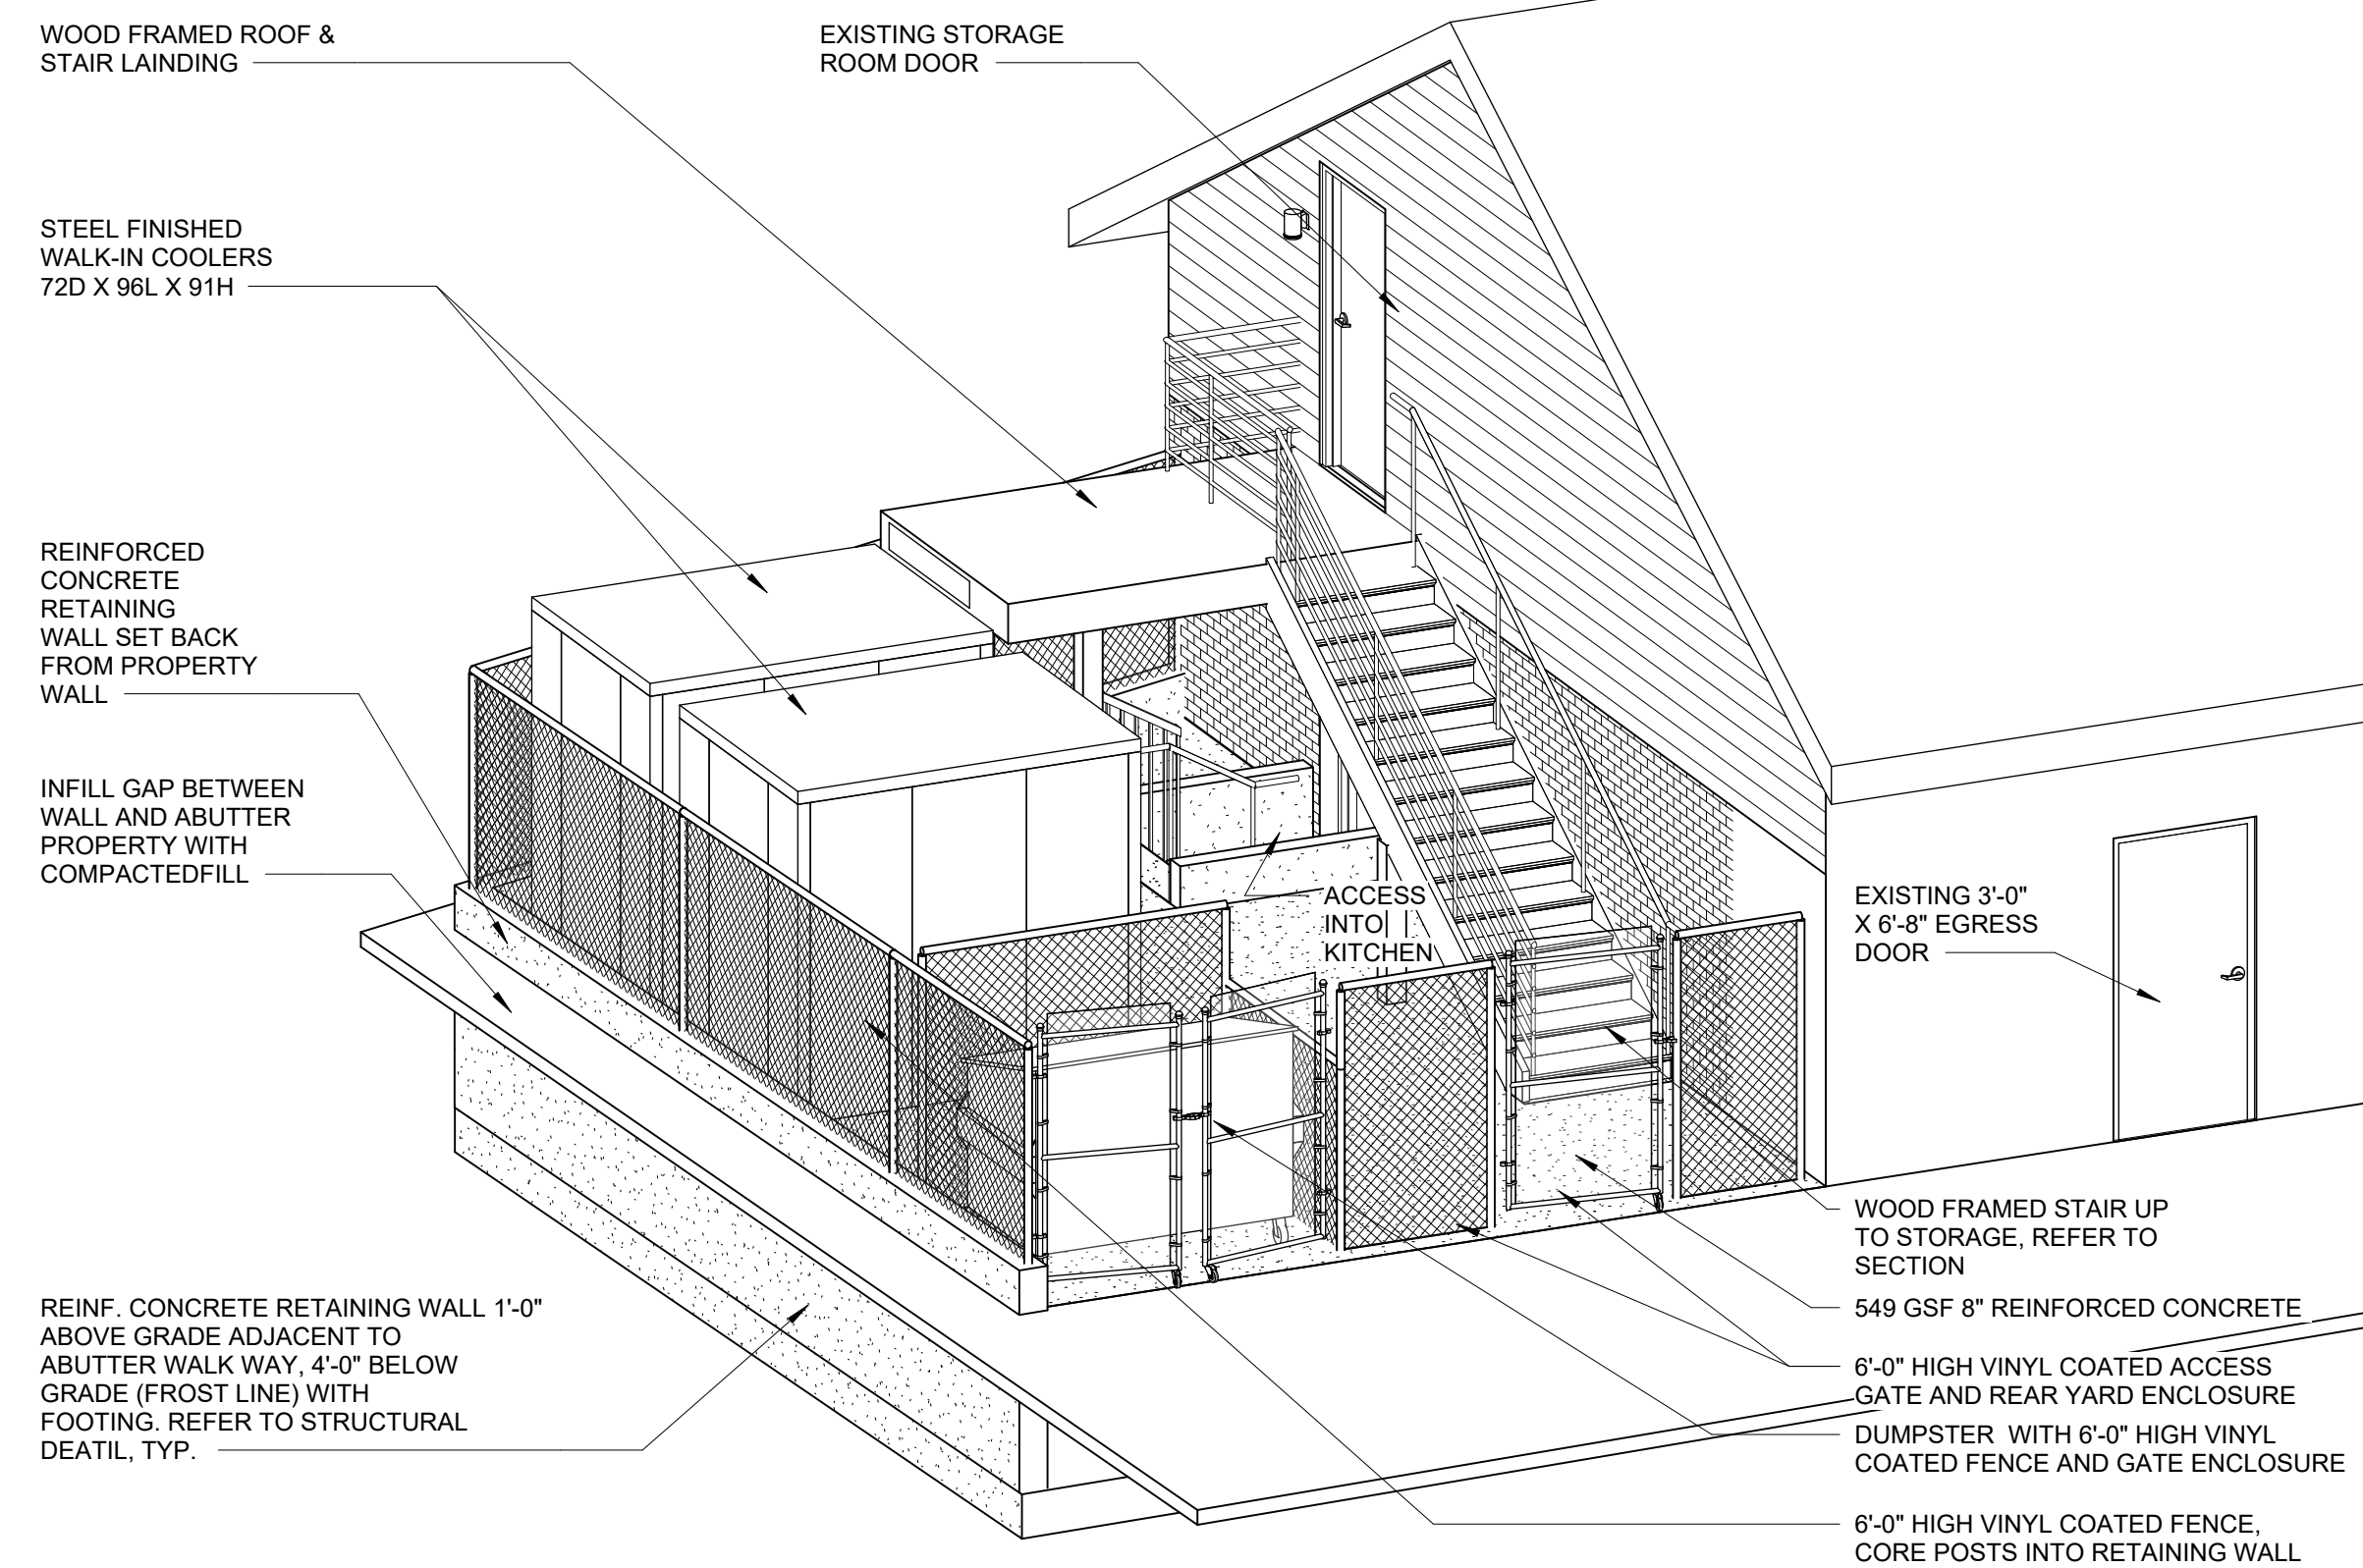 WOOD FRAMED ROOF &
STAIR LAINDING
EXISTING STORAGE
ROOM DOOR
STEEL FINISHED
WALK-IN COOLERS
72D X 96L X 91H
REINFORCED
CONCRETE
RETAINING
WALL SET BACK
FROM PROPERTY
WALL
INFILL GAP BETWEEN
WALL AND ABUTTER
PROPERTY WITH
COMPACTEDFILL
ACCESS
INTO
KITCHEN
EXISTING 3'-0"
X 6'-8" EGRESS
DOOR
REINF. CONCRETE RETAINING WALL 1'-0"
ABOVE GRADE ADJACENT TO
ABUTTER WALK WAY, 4'-0" BELOW
GRADE (FROST LINE) WITH
FOOTING. REFER TO STRUCTURAL
DEATIL, TYP.
WOOD FRAMED STAIR UP
TO STORAGE, REFER TO
SECTION
549 GSF 8" REINFORCED CONCRETE
6'-0" HIGH VINYL COATED ACCESS
GATE AND REAR YARD ENCLOSURE
DUMPSTER WITH 6'-0" HIGH VINYL
COATED FENCE AND GATE ENCLOSURE
6'-0" HIGH VINYL COATED FENCE,
CORE POSTS INTO RETAINING WALL